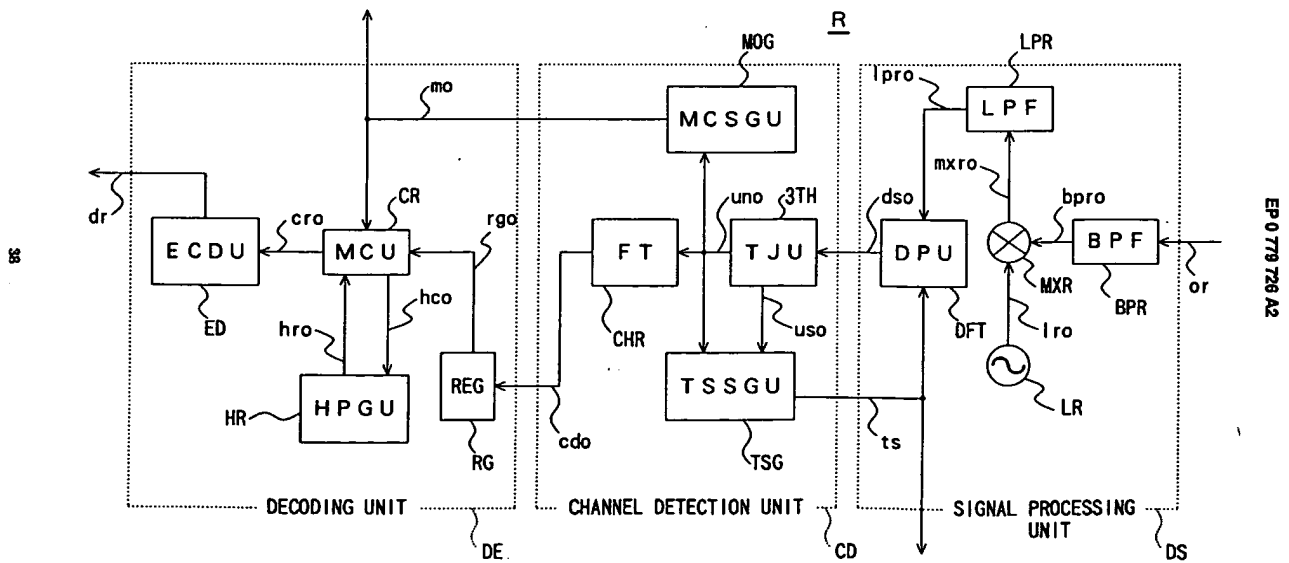 R
MOG
LPR
lpro
mo
MCSGU
LPF
mxro
dr
CR
uno
3TH
dso
bpro
cro
rgo
ECDU
MCU
FT
TJU
DPU
BPF
MXR
or
ED
hro
hco
CHR
uso
DFT
lro
BPR
HR
HPGU
REG
TSSGU
LR
RG
cdo
TSG
ts
DECODING UNIT
CHANNEL DETECTION UNIT
SIGNAL PROCESSING
UNIT
DE
CD
DS
38
EP 0 779 726 A2